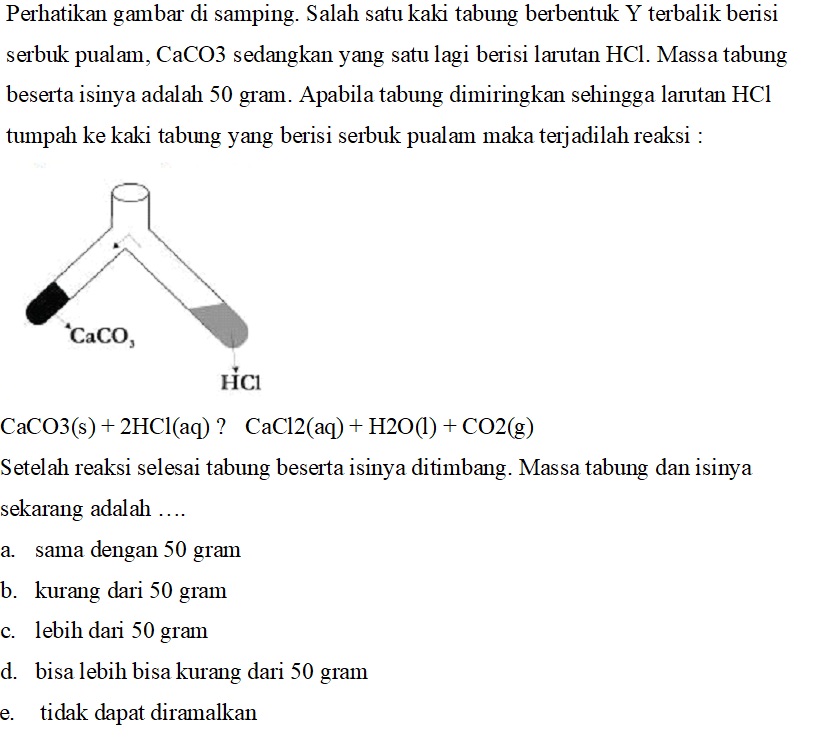 Perhatikan gambar di samping. Salah satu kaki tabung berbentuk Y terbalik berisi
serbuk pualam, CaCO3 sedangkan yang satu lagi berisi larutan HCl. Massa tabung
beserta isinya adalah 50 gram. Apabila tabung dimiringkan sehingga larutan HCl
tumpah ke kaki tabung yang berisi serbuk pualam maka terjadilah reaksi :
CaCO₃
HCl
CaCO3(s) + 2HCl(aq) ? CaCl2(aq) + H2O(l) + CO2(g)
Setelah reaksi selesai tabung beserta isinya ditimbang. Massa tabung dan isinya
sekarang adalah ….
a. sama dengan 50 gram
b. kurang dari 50 gram
c. lebih dari 50 gram
d. bisa lebih bisa kurang dari 50 gram
e. tidak dapat diramalkan